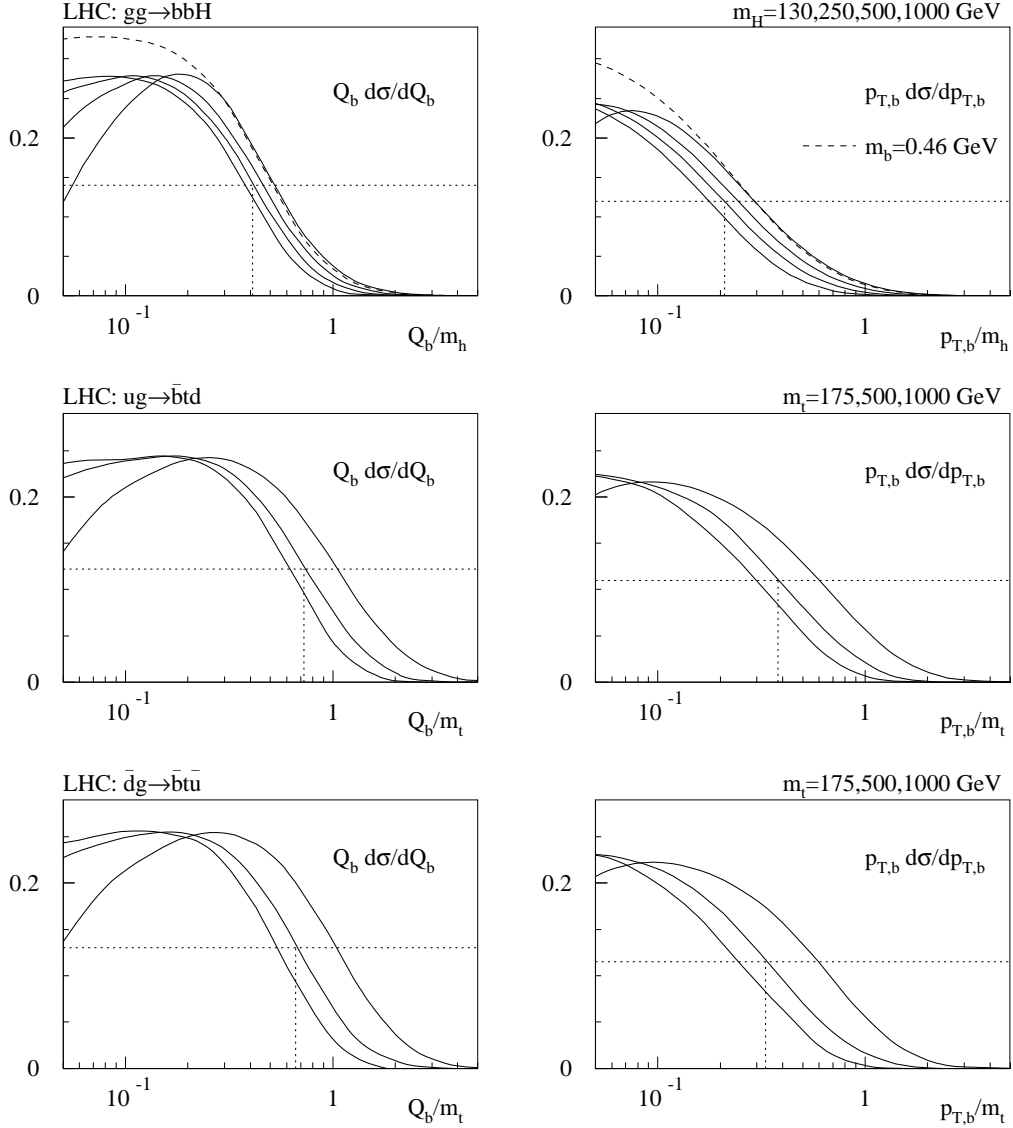 LHC: gg→bbH
m_H=130,250,500,1000 GeV
Q_b dσ/dQ_b
p_T,b dσ/dp_T,b
m_b=0.46 GeV
0.2
0.2
0
0
10^-1
1
10^-1
1
Q_b/m_h
p_T,b/m_h
LHC: ug→b̄td
m_t=175,500,1000 GeV
Q_b dσ/dQ_b
p_T,b dσ/dp_T,b
0.2
0.2
0
0
10^-1
1
10^-1
1
Q_b/m_t
p_T,b/m_t
LHC: d̄g→b̄tū
m_t=175,500,1000 GeV
Q_b dσ/dQ_b
p_T,b dσ/dp_T,b
0.2
0.2
0
0
10^-1
1
10^-1
1
Q_b/m_t
p_T,b/m_t